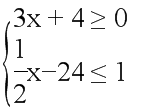 3x + 4 ≥ 0
1/2 x−24 ≤ 1